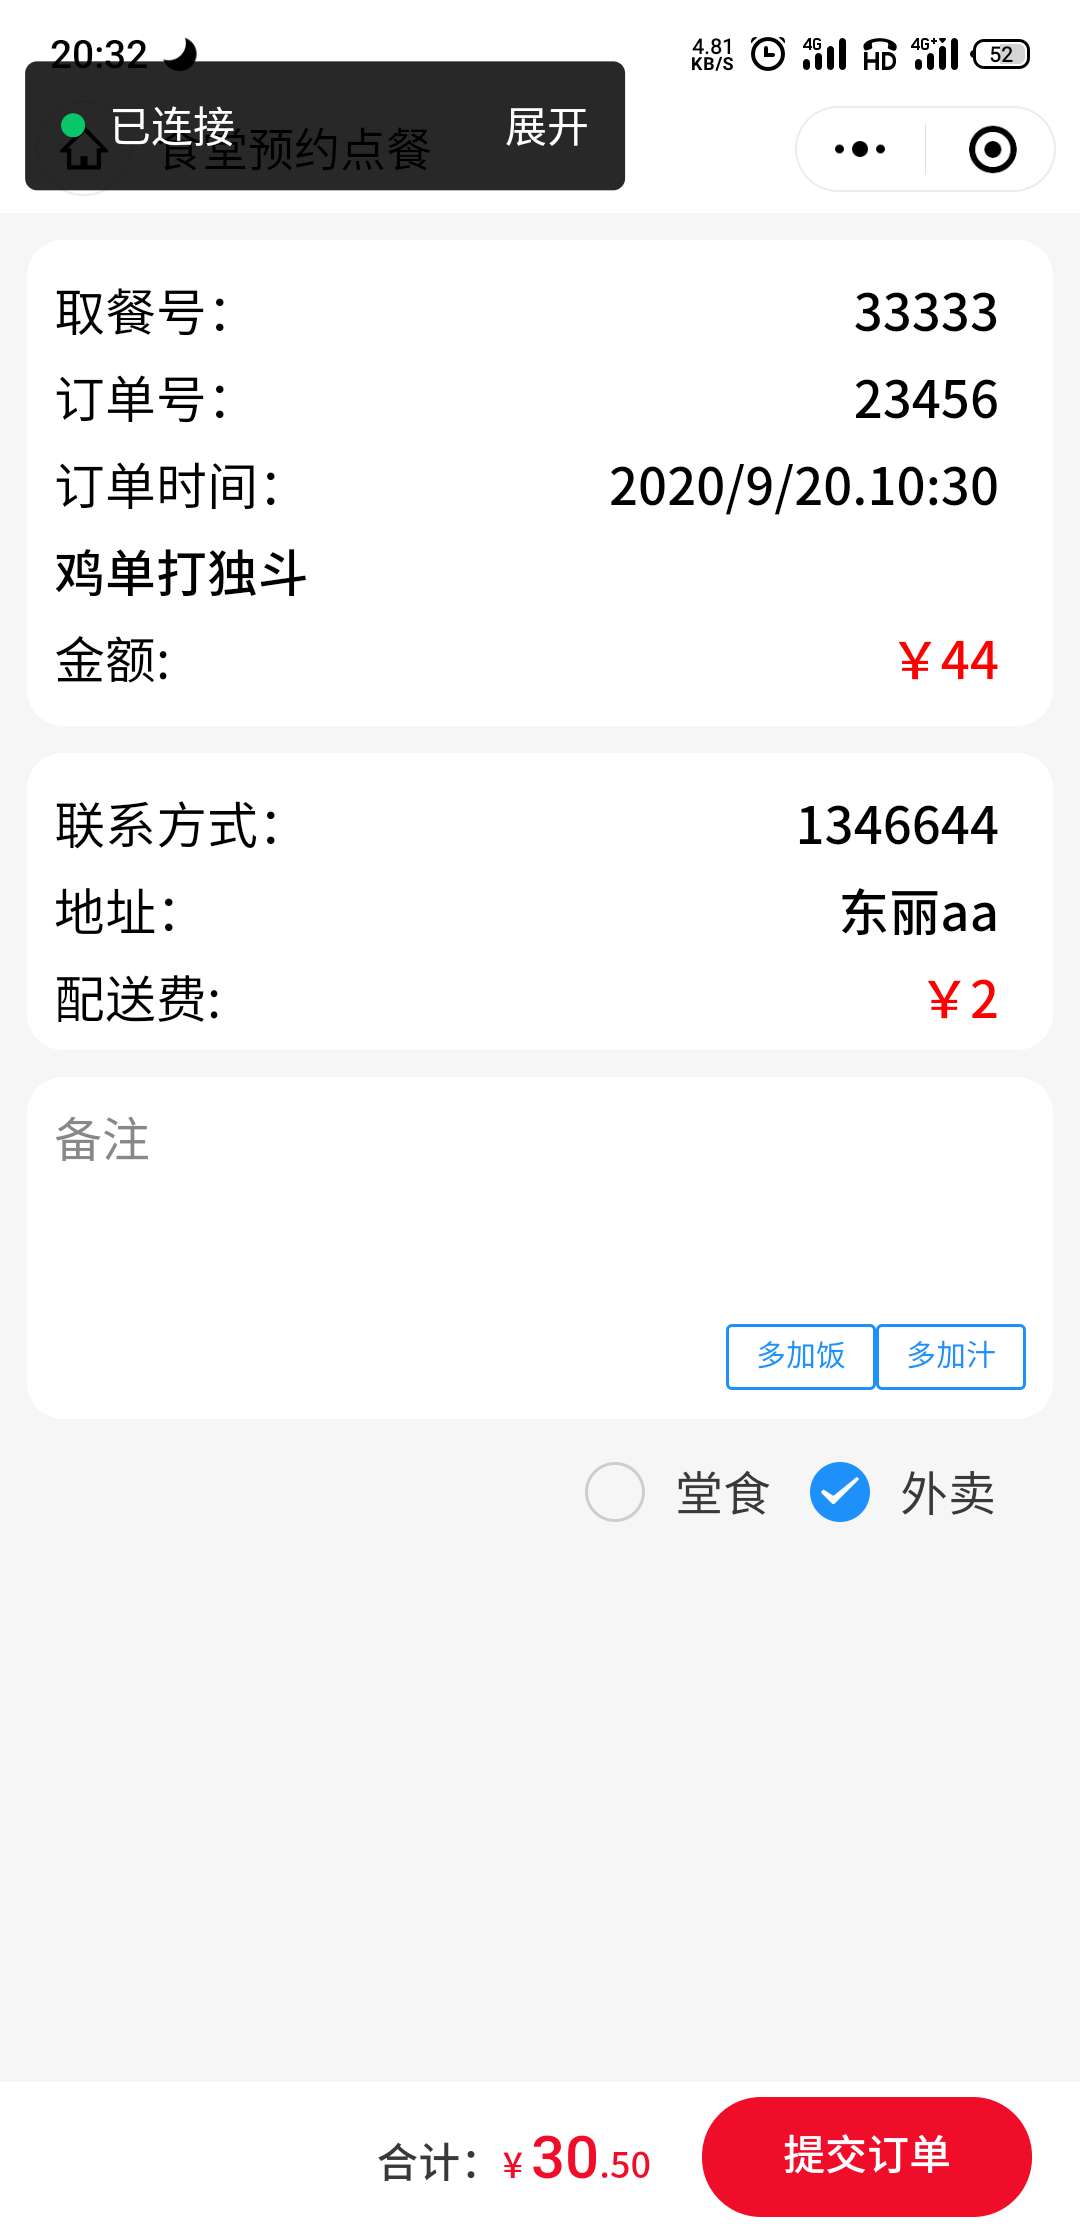 20:32
4.81 KB/S 4G HD 4G+ 52
已连接 展开
食堂预约点餐
取餐号： 33333
订单号： 23456
订单时间： 2020/9/20.10:30
鸡单打独斗
金额: ￥44
联系方式： 1346644
地址： 东丽aa
配送费: ￥2
备注
多加饭 多加汁
堂食 外卖
合计：¥ 30.50 提交订单